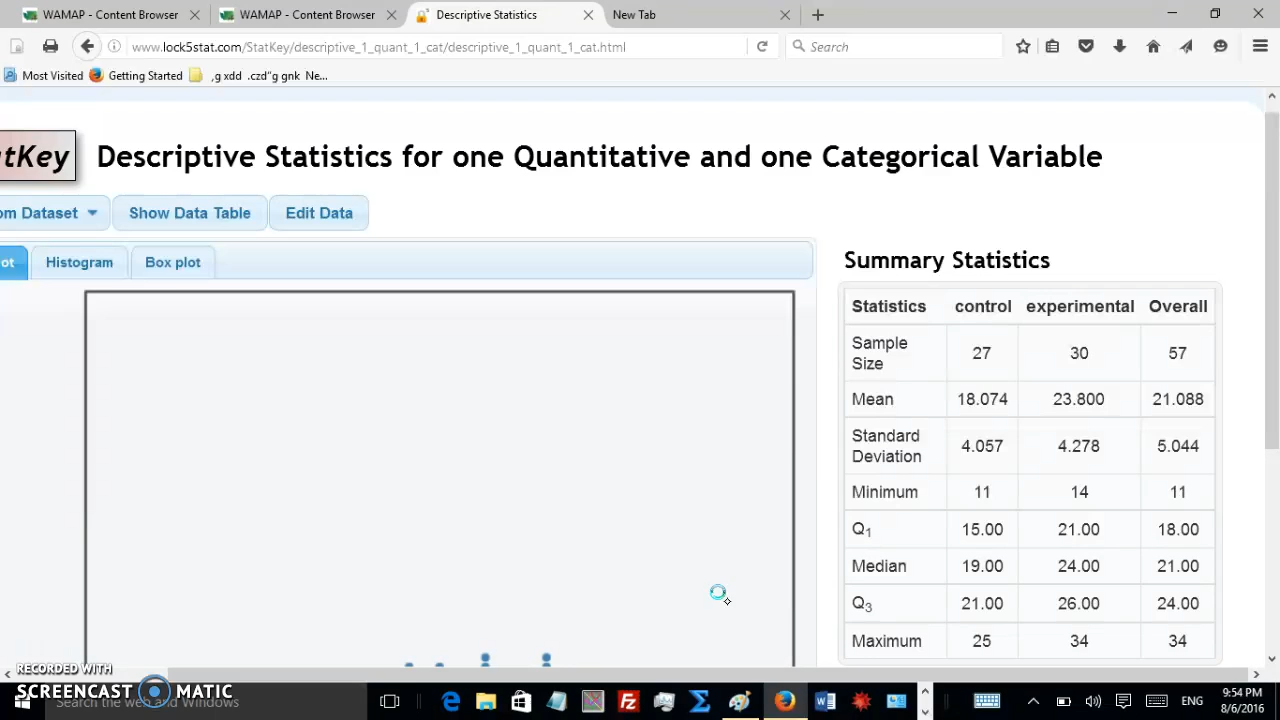 WAMAP - Content Browser
WAMAP - Content Browser
Descriptive Statistics
New Tab
www.lock5stat.com/StatKey/descriptive_1_quant_1_cat/descriptive_1_quant_1_cat.html
Search
Most Visited
Getting Started
,g xdd .czd"g gnk Ne...
tKey
Descriptive Statistics for one Quantitative and one Categorical Variable
om Dataset
Show Data Table
Edit Data
ot
Histogram
Box plot
Summary Statistics
Statistics control experimental Overall
Sample Size 27 30 57
Mean 18.074 23.800 21.088
Standard Deviation 4.057 4.278 5.044
Minimum 11 14 11
Q1 15.00 21.00 18.00
Median 19.00 24.00 21.00
Q3 21.00 26.00 24.00
Maximum 25 34 34
RECORDED WITH
SCREENCAST MATIC
Search the web and Windows
ENG
9:54 PM
8/6/2016